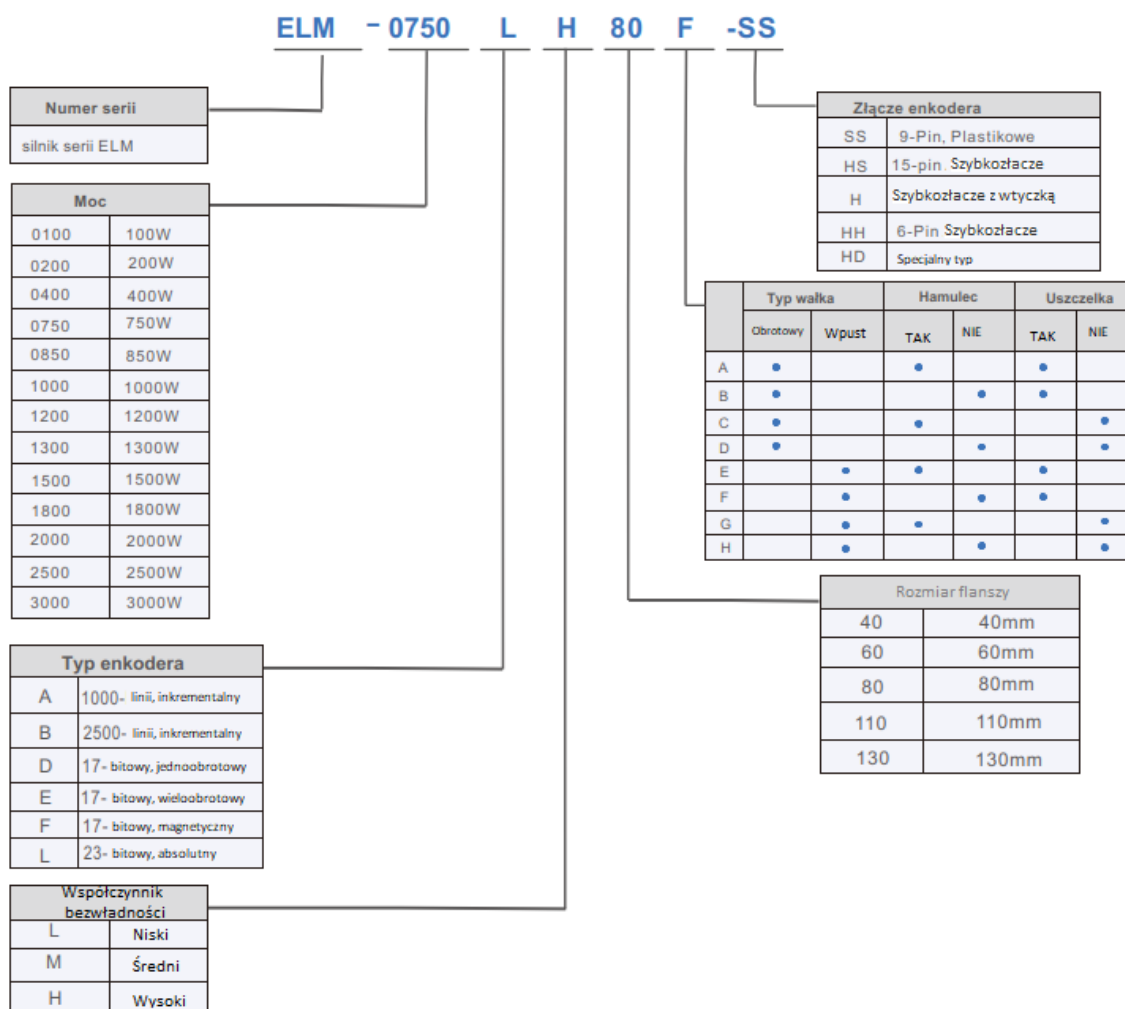 ELM - 0750 L H 80 F -SS
Numer serii
silnik serii ELM
Moc
0100 100W
0200 200W
0400 400W
0750 750W
0850 850W
1000 1000W
1200 1200W
1300 1300W
1500 1500W
1800 1800W
2000 2000W
2500 2500W
3000 3000W
Typ enkodera
A 1000- linii, inkrementalny
B 2500- linii, inkrementalny
D 17- bitowy, jednoobrotowy
E 17- bitowy, wieloobrotowy
F 17- bitowy, magnetyczny
L 23- bitowy, absolutny
Współczynnik
bezwładności
L Niski
M Średni
H Wysoki
Złącze enkodera
SS 9-Pin, Plastikowe
HS 15-pin. Szybkozłacze
H Szybkozłacze z wtyczką
HH 6-Pin Szybkozłacze
HD Specjalny typ
Typ wałka Hamulec Uszczelka
Obrotowy Wpust TAK NIE TAK NIE
A
B
C
D
E
F
G
H
Rozmiar flanszy
40 40mm
60 60mm
80 80mm
110 110mm
130 130mm